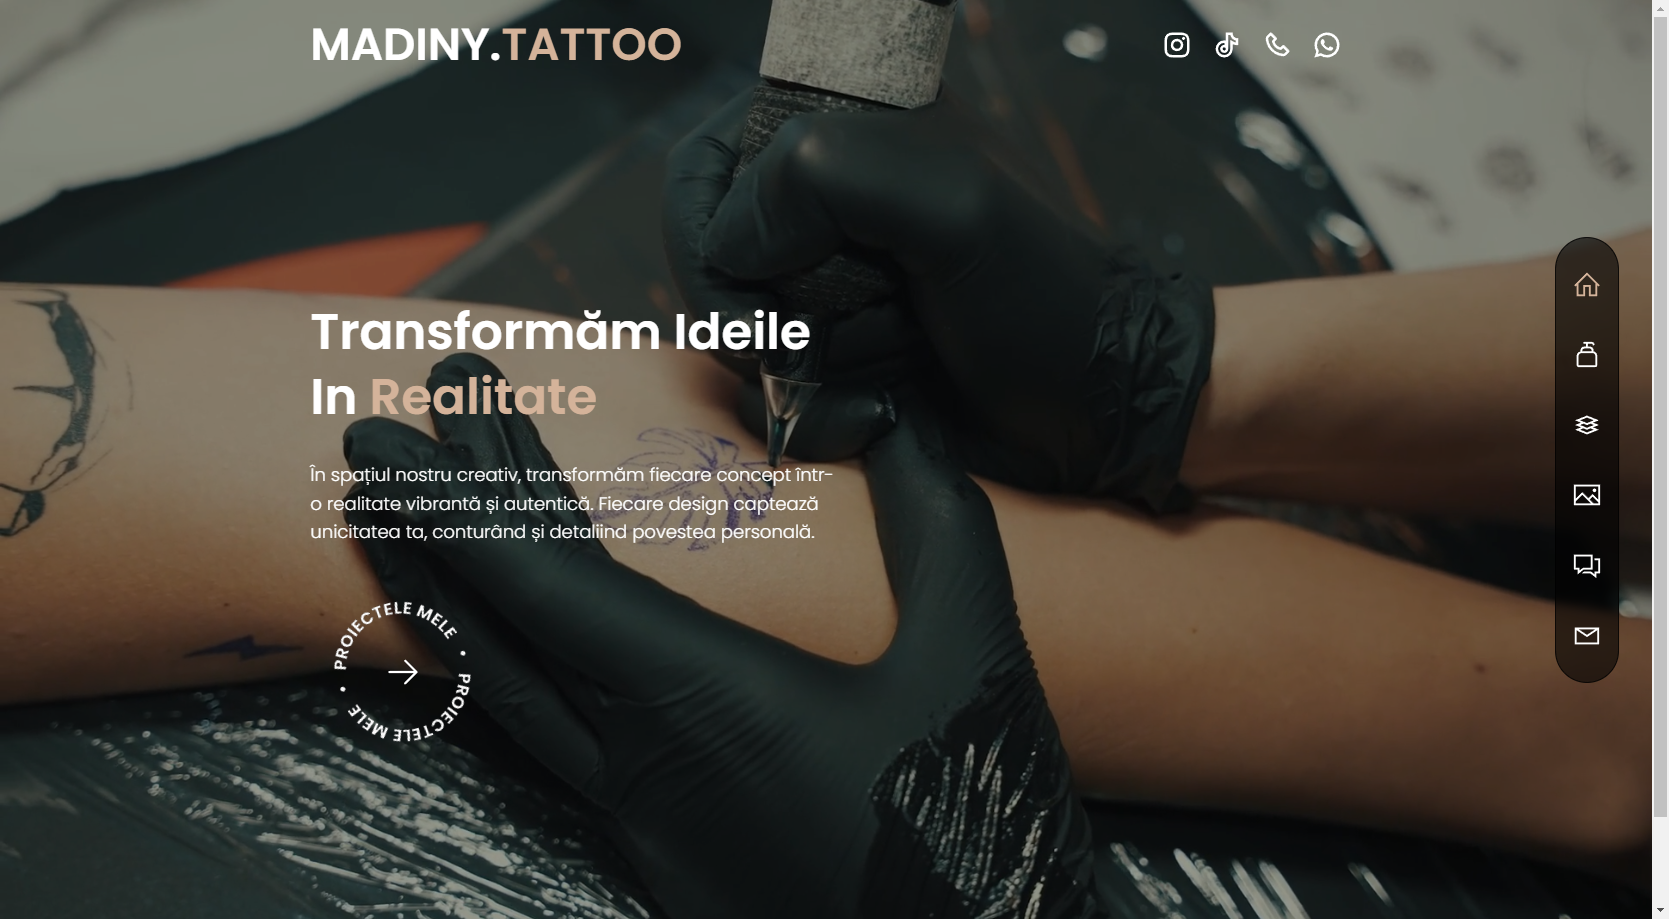 MADINY.TATTOO
Transformăm Ideile
In Realitate
În spațiul nostru creativ, transformăm fiecare concept într-
o realitate vibrantă și autentică. Fiecare design captează
unicitatea ta, conturând și detaliind povestea personală.
PROIECTELE MELE • PROIECTELE MELE •